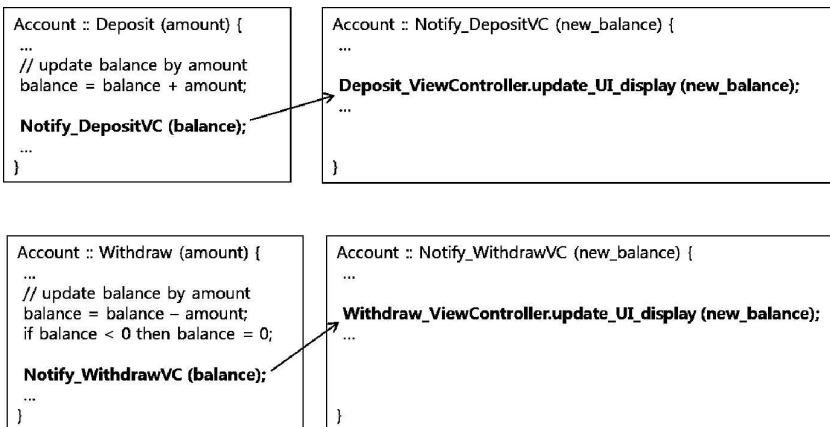 Account :: Deposit (amount) {
...
// update balance by amount
balance = balance + amount;
Notify_DepositVC (balance);
...
}
Account :: Notify_DepositVC (new_balance) {
...
Deposit_ViewController.update_UI_display (new_balance);
...
}
Account :: Withdraw (amount) {
...
// update balance by amount
balance = balance – amount;
if balance < 0 then balance = 0;
Notify_WithdrawVC (balance);
...
}
Account :: Notify_WithdrawVC (new_balance) {
...
Withdraw_ViewController.update_UI_display (new_balance);
...
}